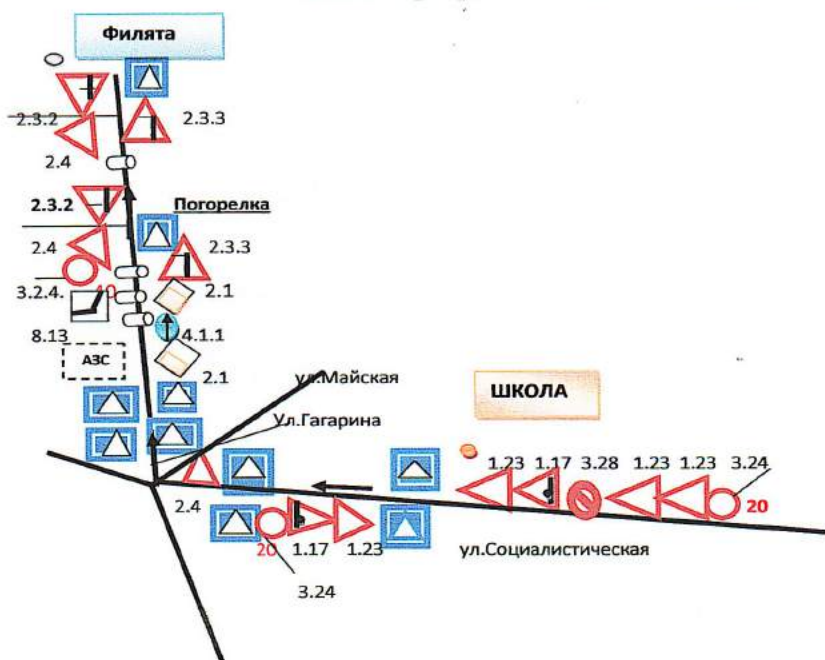 Филята
2.3.2
2.3.3
2.4
2.3.2
Погорелка
2.4
2.3.3
3.2.4.
2.1
8.13
4.1.1
АЗС
2.1
ул.Майская
ШКОЛА
Ул.Гагарина
1.23 1.17 3.28 1.23 1.23 3.24
20
2.4
20 1.17 1.23
ул.Социалистическая
3.24